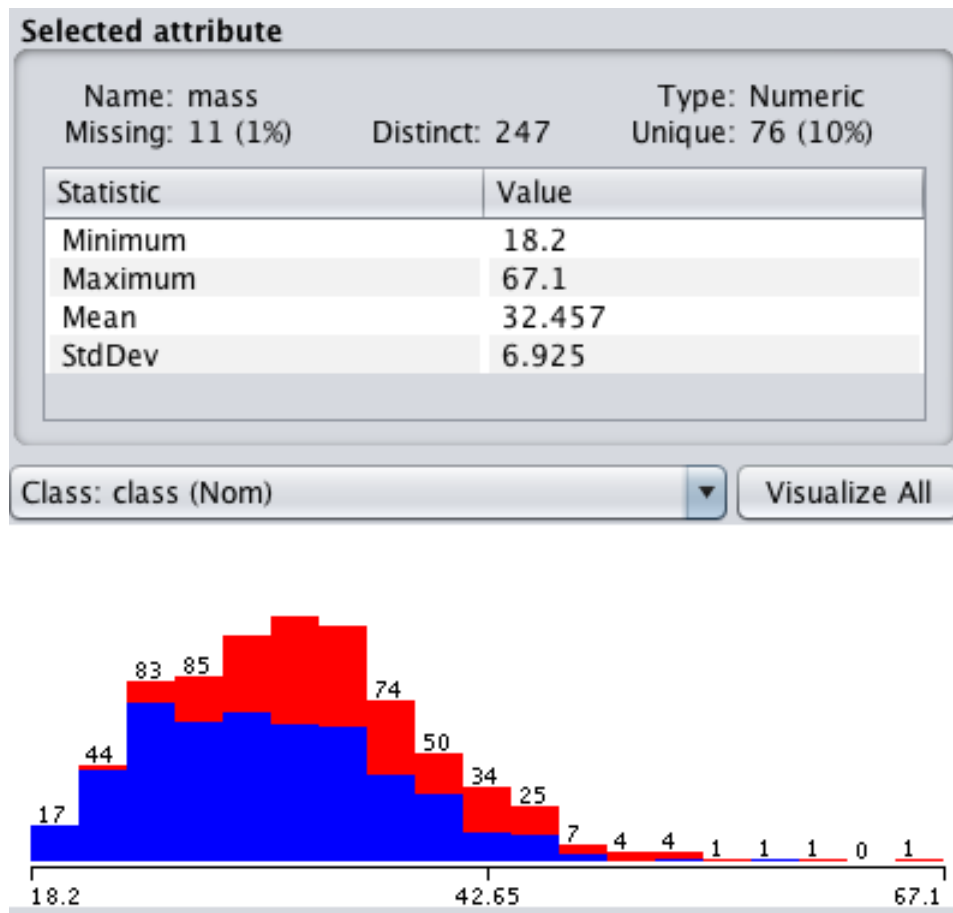 Selected attribute
Name: mass Type: Numeric
Missing: 11 (1%) Distinct: 247 Unique: 76 (10%)
Statistic Value
Minimum 18.2
Maximum 67.1
Mean 32.457
StdDev 6.925
Class: class (Nom) Visualize All
17
44
83
85
74
50
34
25
7
4
4
1
1
1
0
1
18.2 42.65 67.1